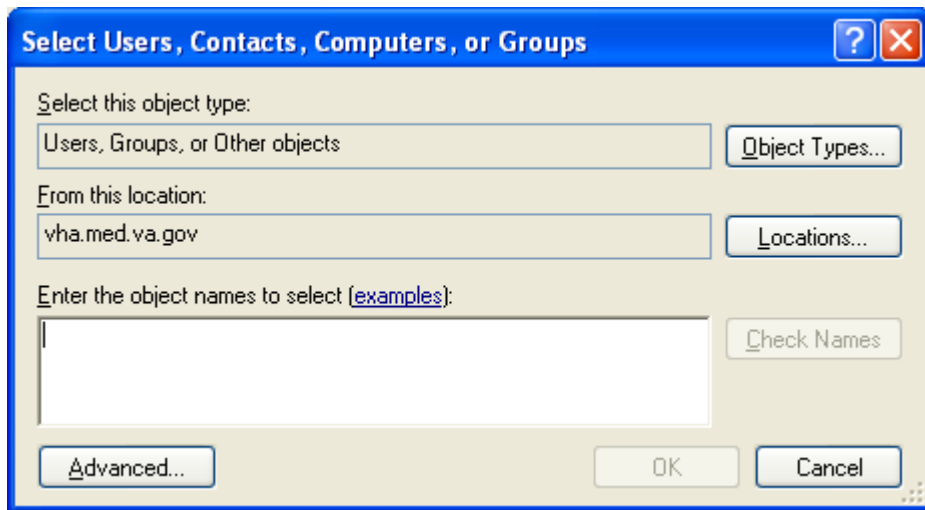 Select Users, Contacts, Computers, or Groups
Select this object type:
Users, Groups, or Other objects
Object Types...
From this location:
vha.med.va.gov
Locations...
Enter the object names to select (examples):
Check Names
Advanced...
OK
Cancel